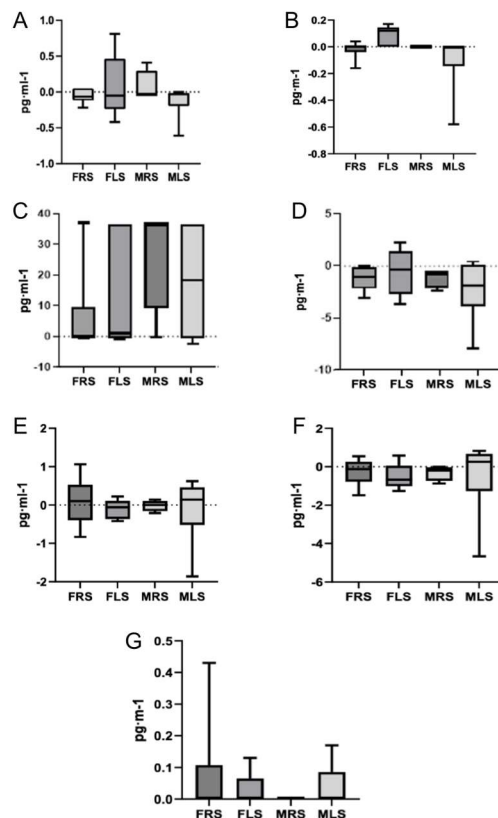 A
pg·ml-1
1.0
0.5
0.0
-0.5
-1.0
FRS FLS MRS MLS
B
pg·m-1
0.2
0.0
-0.2
-0.4
-0.6
-0.8
FRS FLS MRS MLS
C
pg·ml-1
40
30
20
10
0
-10
FRS FLS MRS MLS
D
pg·m-1
5
0
-5
-10
FRS FLS MRS MLS
E
pg·ml-1
2
1
0
-1
-2
FRS FLS MRS MLS
F
pg·ml-1
2
0
-2
-4
-6
FRS FLS MRS MLS
G
pg·m-1
0.5
0.4
0.3
0.2
0.1
0.0
FRS FLS MRS MLS